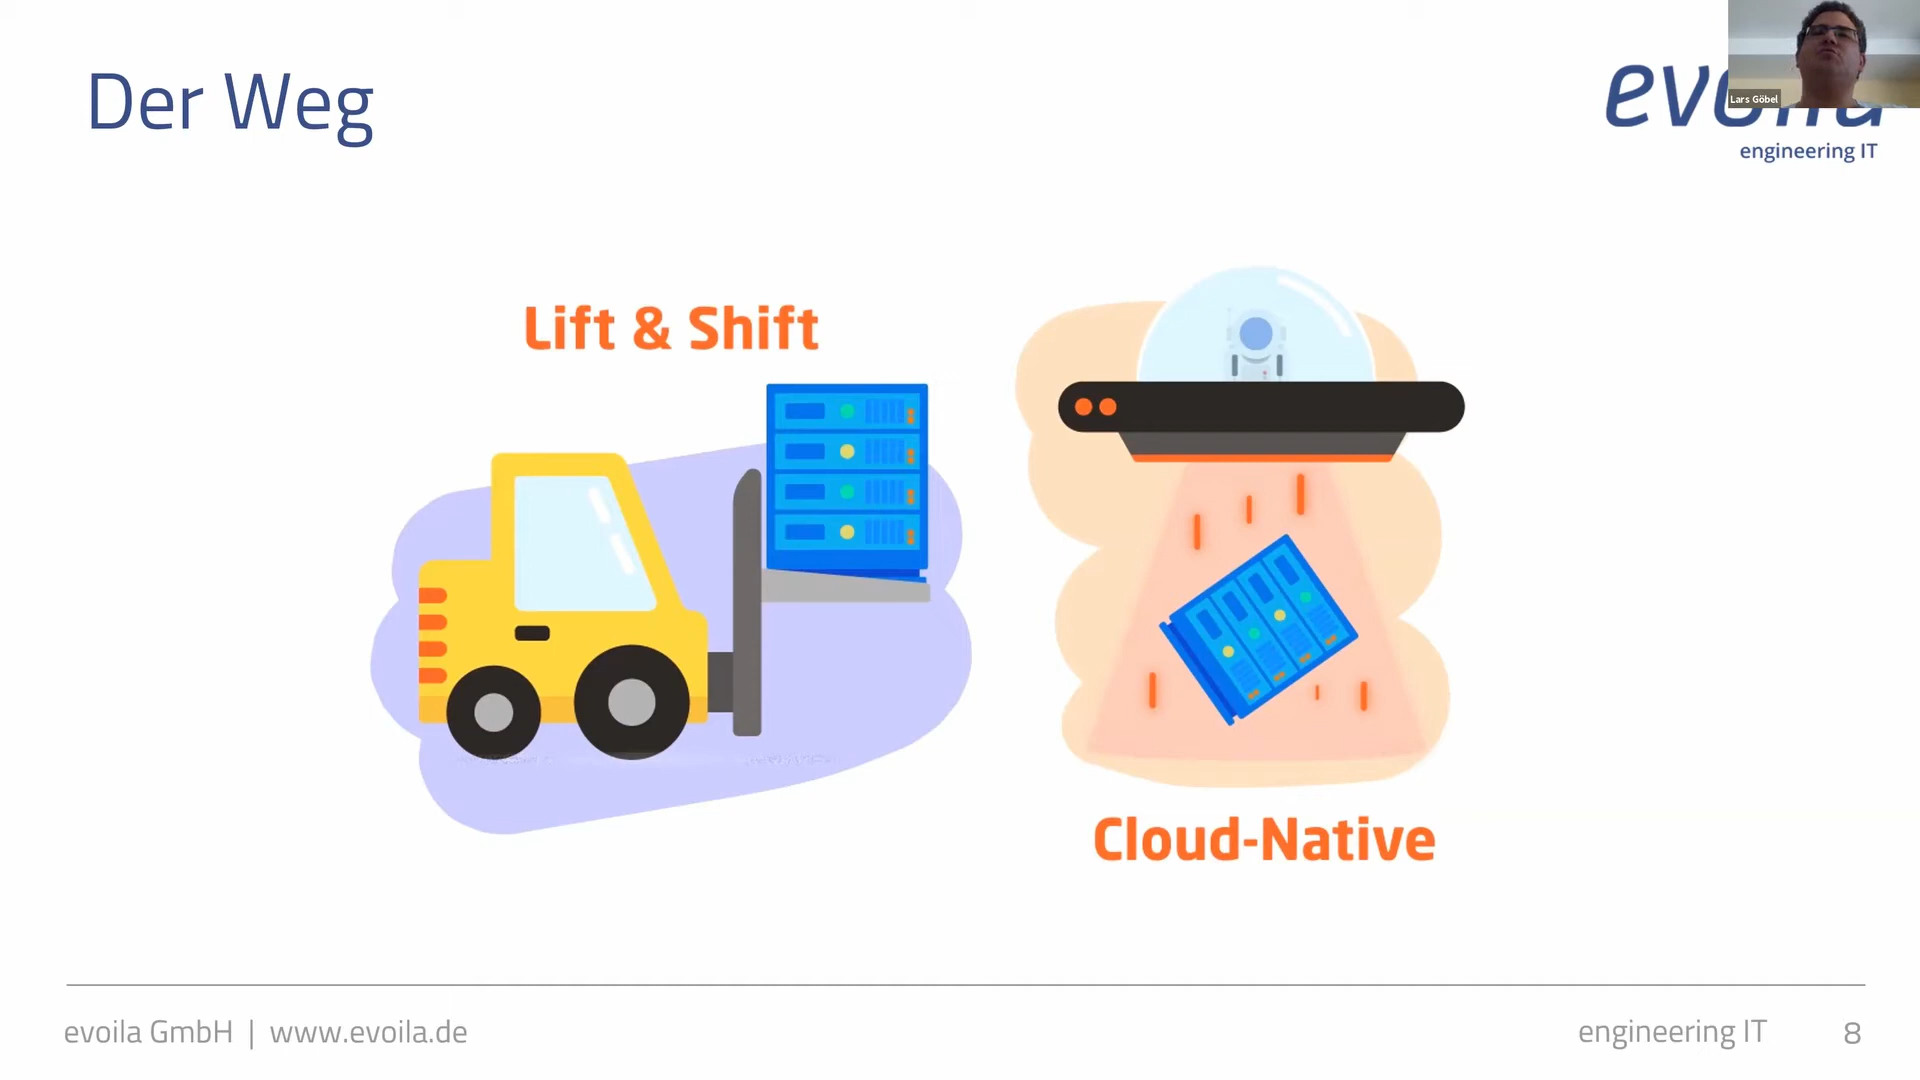 Der Weg
Lars Göbel
engineering IT
Lift & Shift
Cloud-Native
evoila GmbH | www.evoila.de
engineering IT
8